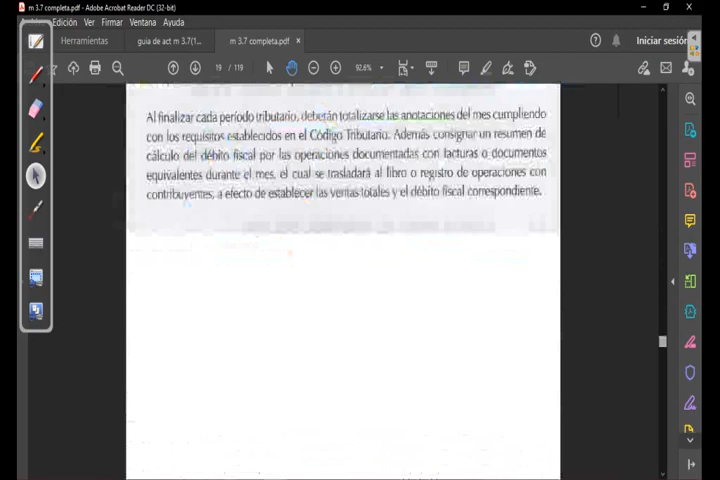 m 3.7 completa.pdf - Adobe Acrobat Reader DC (32-bit)
Archivo Edición Ver Firmar Ventana Ayuda
Herramientas
guia de act m 3.7(1...
m 3.7 completa.pdf ×
Iniciar sesión
19 / 119
92.6%
Al finalizar cada período tributario, deberán totalizarse las anotaciones del mes cumpliendo
con los requisitos establecidos en el Código Tributario. Además consignar un resumen de
cálculo del débito fiscal por las operaciones documentadas con facturas o documentos
equivalentes durante el mes, el cual se trasladará al libro o registro de operaciones con
contribuyentes, a efecto de establecer las ventas totales y el débito fiscal correspondiente.